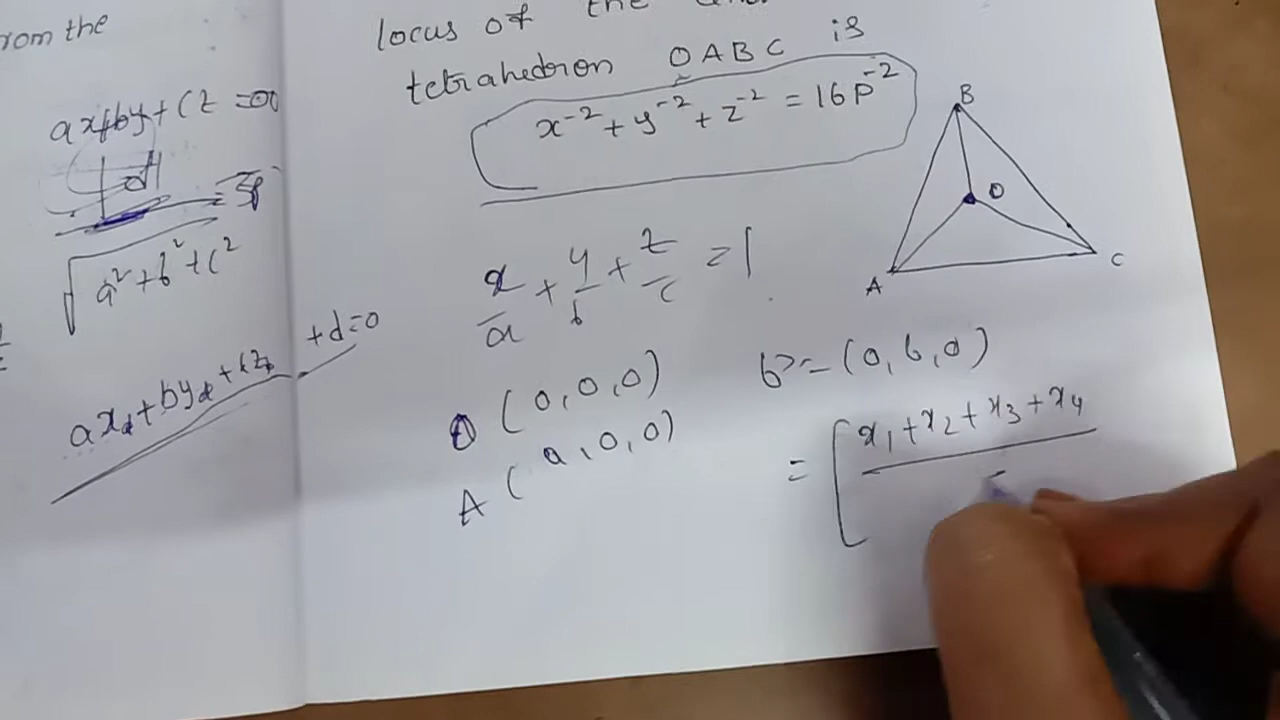 rom the
ax+by+cz=0
d
=3p
√a²+b²+c²
ax₁+by₁+cz₁+d=0
locus of the
tetrahedron OABC is
x⁻²+y⁻²+z⁻²=16p⁻²
B
O
A
C
x/a+y/b+z/c=1
O(0,0,0)
B=(0,b,0)
A(a,0,0)
=[x₁+x₂+x₃+x₄